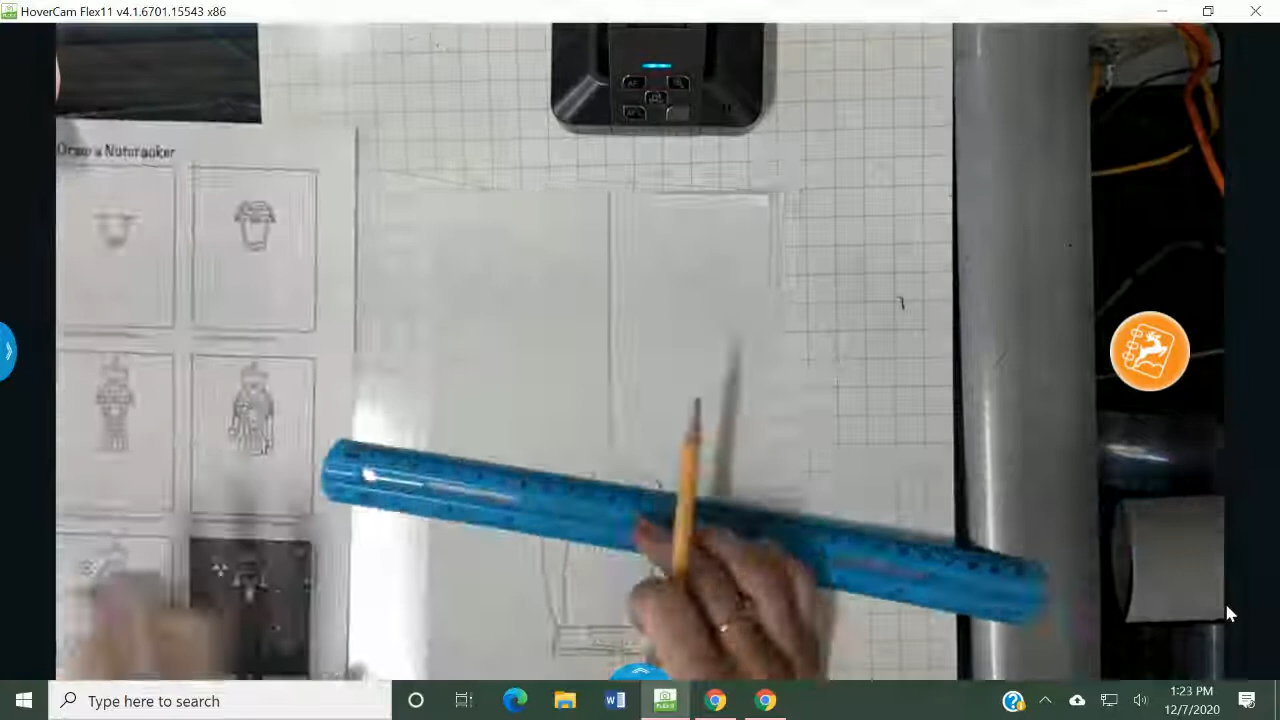 HoverCam Flex11 v4.1.6701.15543 x86
Draw a Nutcracker
Type here to search
1:23 PM
12/7/2020